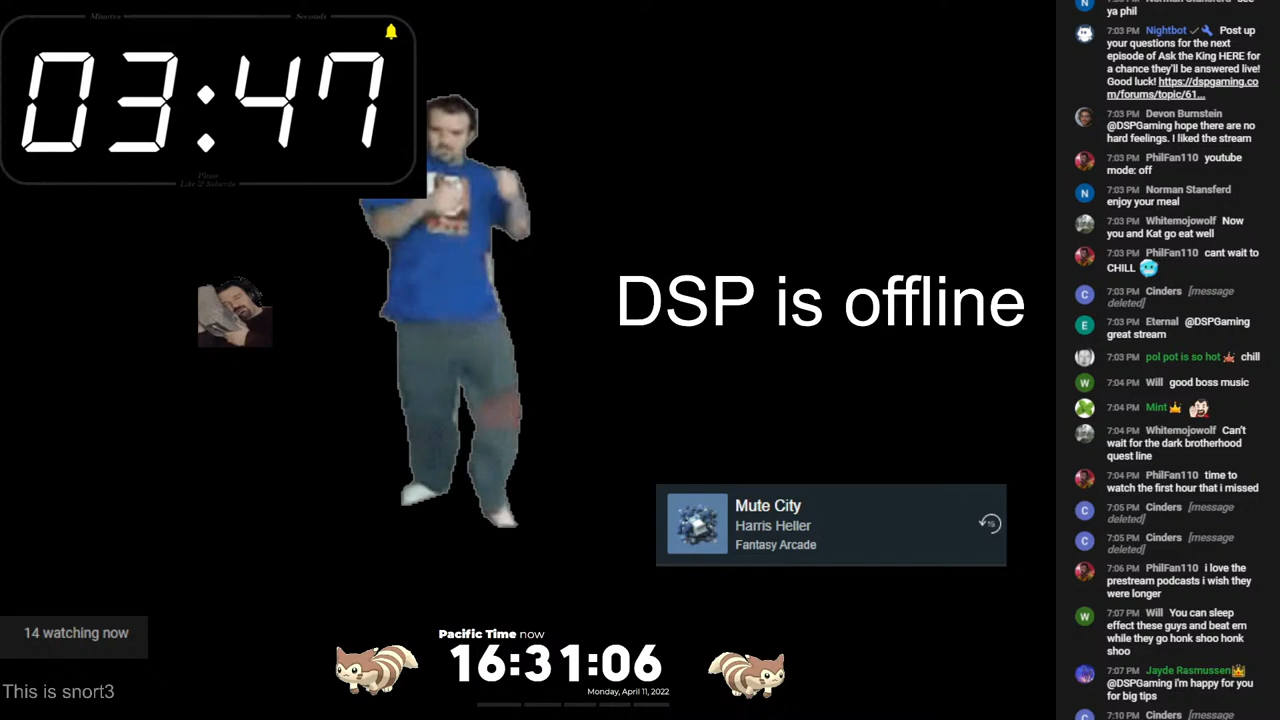 Minutes
Seconds
03:47
Please
Like & Subscribe
DSP is offline
Mute City
Harris Heller
Fantasy Arcade
15
14 watching now
This is snort3
Pacific Time now
16:31:06
Monday, April 11, 2022
ya phil
7:03 PM Nightbot Post up
your questions for the next
episode of Ask the King HERE for
a chance they'll be answered live!
Good luck! https://dspgaming.co
m/forums/topic/61...
7:03 PM Devon Burnstein
@DSPGaming hope there are no
hard feelings. I liked the stream
7:03 PM PhilFan110 youtube
mode: off
7:03 PM Norman Stansferd
enjoy your meal
7:03 PM Whitemojowolf Now
you and Kat go eat well
7:03 PM PhilFan110 cant wait to
CHILL
7:03 PM Cinders [message
deleted]
7:03 PM Eternal @DSPGaming
great stream
7:03 PM pol pot is so hot chill
7:04 PM Will good boss music
7:04 PM Mint
7:04 PM Whitemojowolf Can't
wait for the dark brotherhood
quest line
7:04 PM PhilFan110 time to
watch the first hour that i missed
7:05 PM Cinders [message
deleted]
7:05 PM Cinders [message
deleted]
7:06 PM PhilFan110 i love the
prestream podcasts i wish they
were longer
7:07 PM Will You can sleep
effect these guys and beat em
while they go honk shoo honk
shoo
7:07 PM Jayde Rasmussen
@DSPGaming i'm happy for you
for big tips
7:10 PM Cinders [message